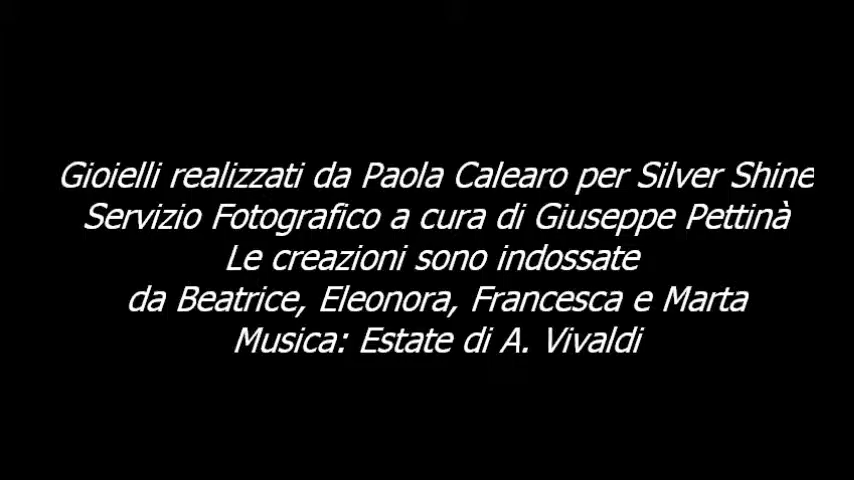 Gioielli realizzati da Paola Calearo per Silver Shine
Servizio Fotografico a cura di Giuseppe Pettinà
Le creazioni sono indossate
da Beatrice, Eleonora, Francesca e Marta
Musica: Estate di A. Vivaldi